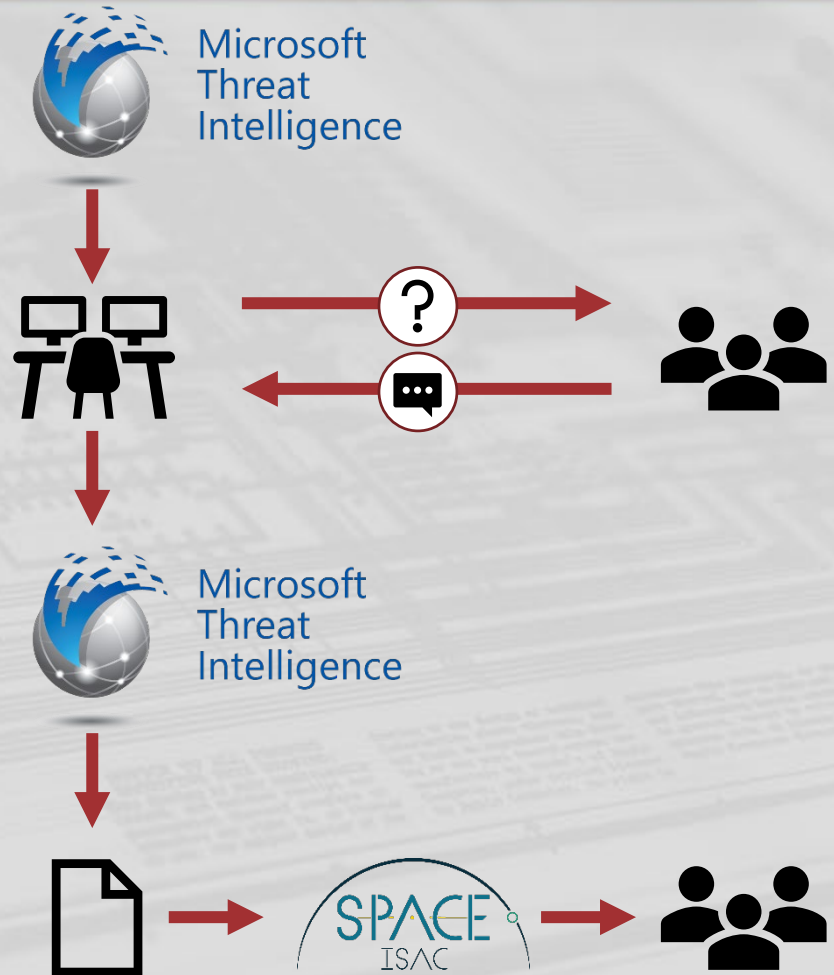 Microsoft
Threat
Intelligence
?
Microsoft
Threat
Intelligence
SPACE
ISAC